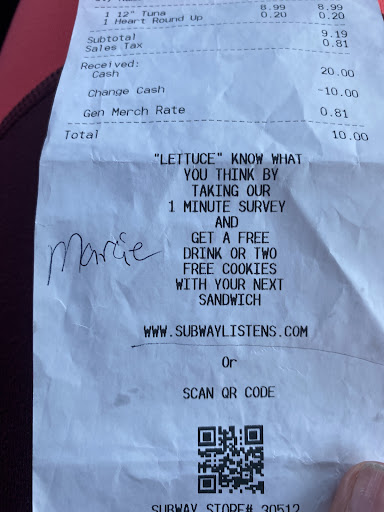 1 12" Tuna 8.99 8.99
1 Heart Round Up 0.20 0.20
Subtotal 9.19
Sales Tax 0.81
Received:
Cash 20.00
Change Cash -10.00
Gen Merch Rate 0.81
Total 10.00
"LETTUCE" KNOW WHAT
YOU THINK BY
TAKING OUR
1 MINUTE SURVEY
AND
GET A FREE
DRINK OR TWO
FREE COOKIES
WITH YOUR NEXT
SANDWICH
Marcie
WWW.SUBWAYLISTENS.COM
Or
SCAN QR CODE
SUBWAY STORE# 30512